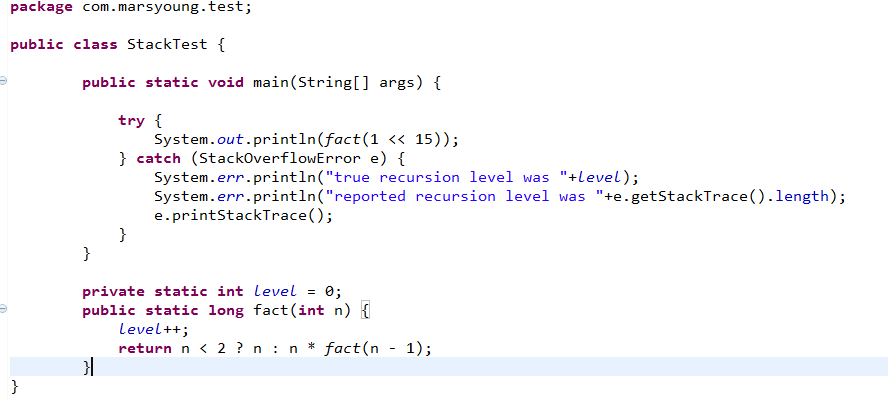 package com.marsyoung.test;
public class StackTest {
public static void main(String[] args) {
try {
System.out.println(fact(1 << 15));
} catch (StackOverflowError e) {
System.err.println("true recursion level was "+level);
System.err.println("reported recursion level was "+e.getStackTrace().length);
e.printStackTrace();
}
}
private static int level = 0;
public static long fact(int n) {
level++;
return n < 2 ? n : n * fact(n - 1);
}
}